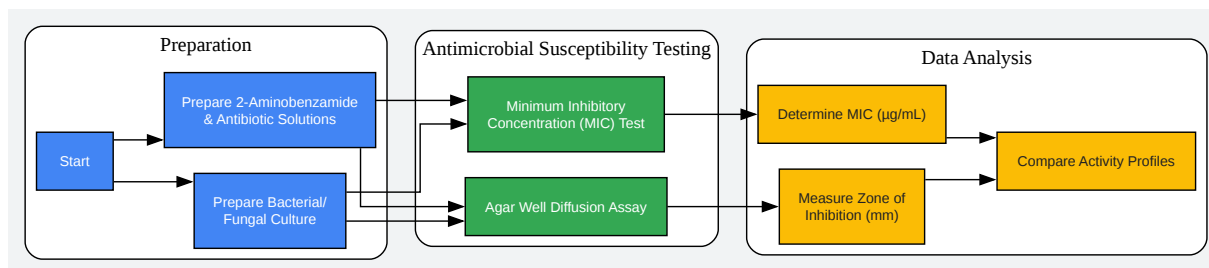 Preparation
Start
Prepare 2-Aminobenzamide
& Antibiotic Solutions
Prepare Bacterial/
Fungal Culture
Antimicrobial Susceptibility Testing
Minimum Inhibitory
Concentration (MIC) Test
Agar Well Diffusion Assay
Data Analysis
Determine MIC (µg/mL)
Measure Zone of
Inhibition (mm)
Compare Activity Profiles